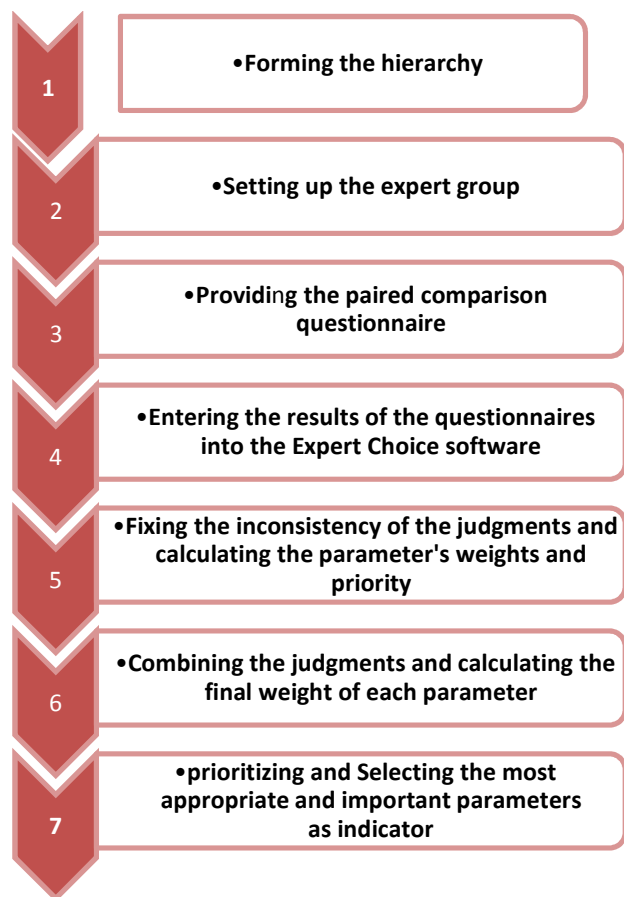 1
•Forming the hierarchy
2
•Setting up the expert group
3
•Providing the paired comparison
questionnaire
4
•Entering the results of the questionnaires
into the Expert Choice software
5
•Fixing the inconsistency of the judgments and
calculating the parameter's weights and
priority
6
•Combining the judgments and calculating the
final weight of each parameter
7
•prioritizing and Selecting the most
appropriate and important parameters
as indicator